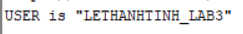 USER is "LETHANHTINH_LAB3"